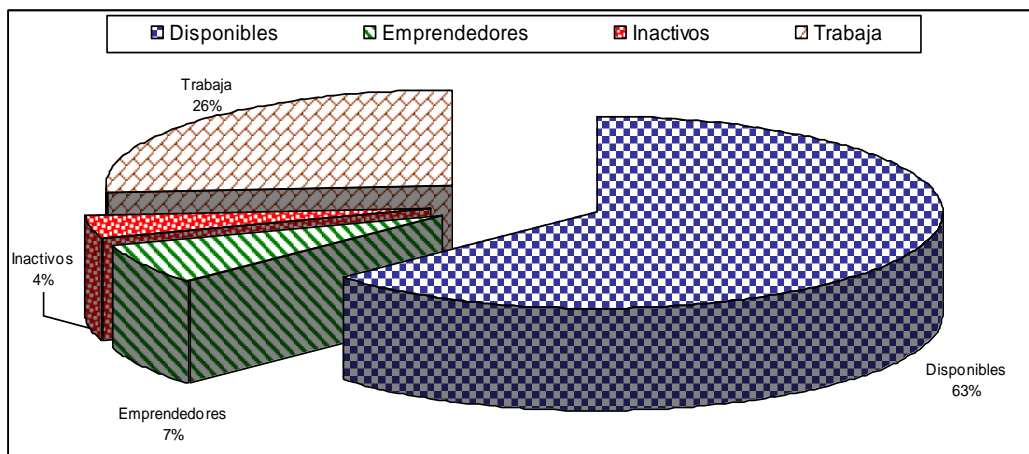 Disponibles Emprendedores Inactivos Trabaja
Trabaja
26%
Inactivos
4%
Disponibles
63%
Emprendedores
7%